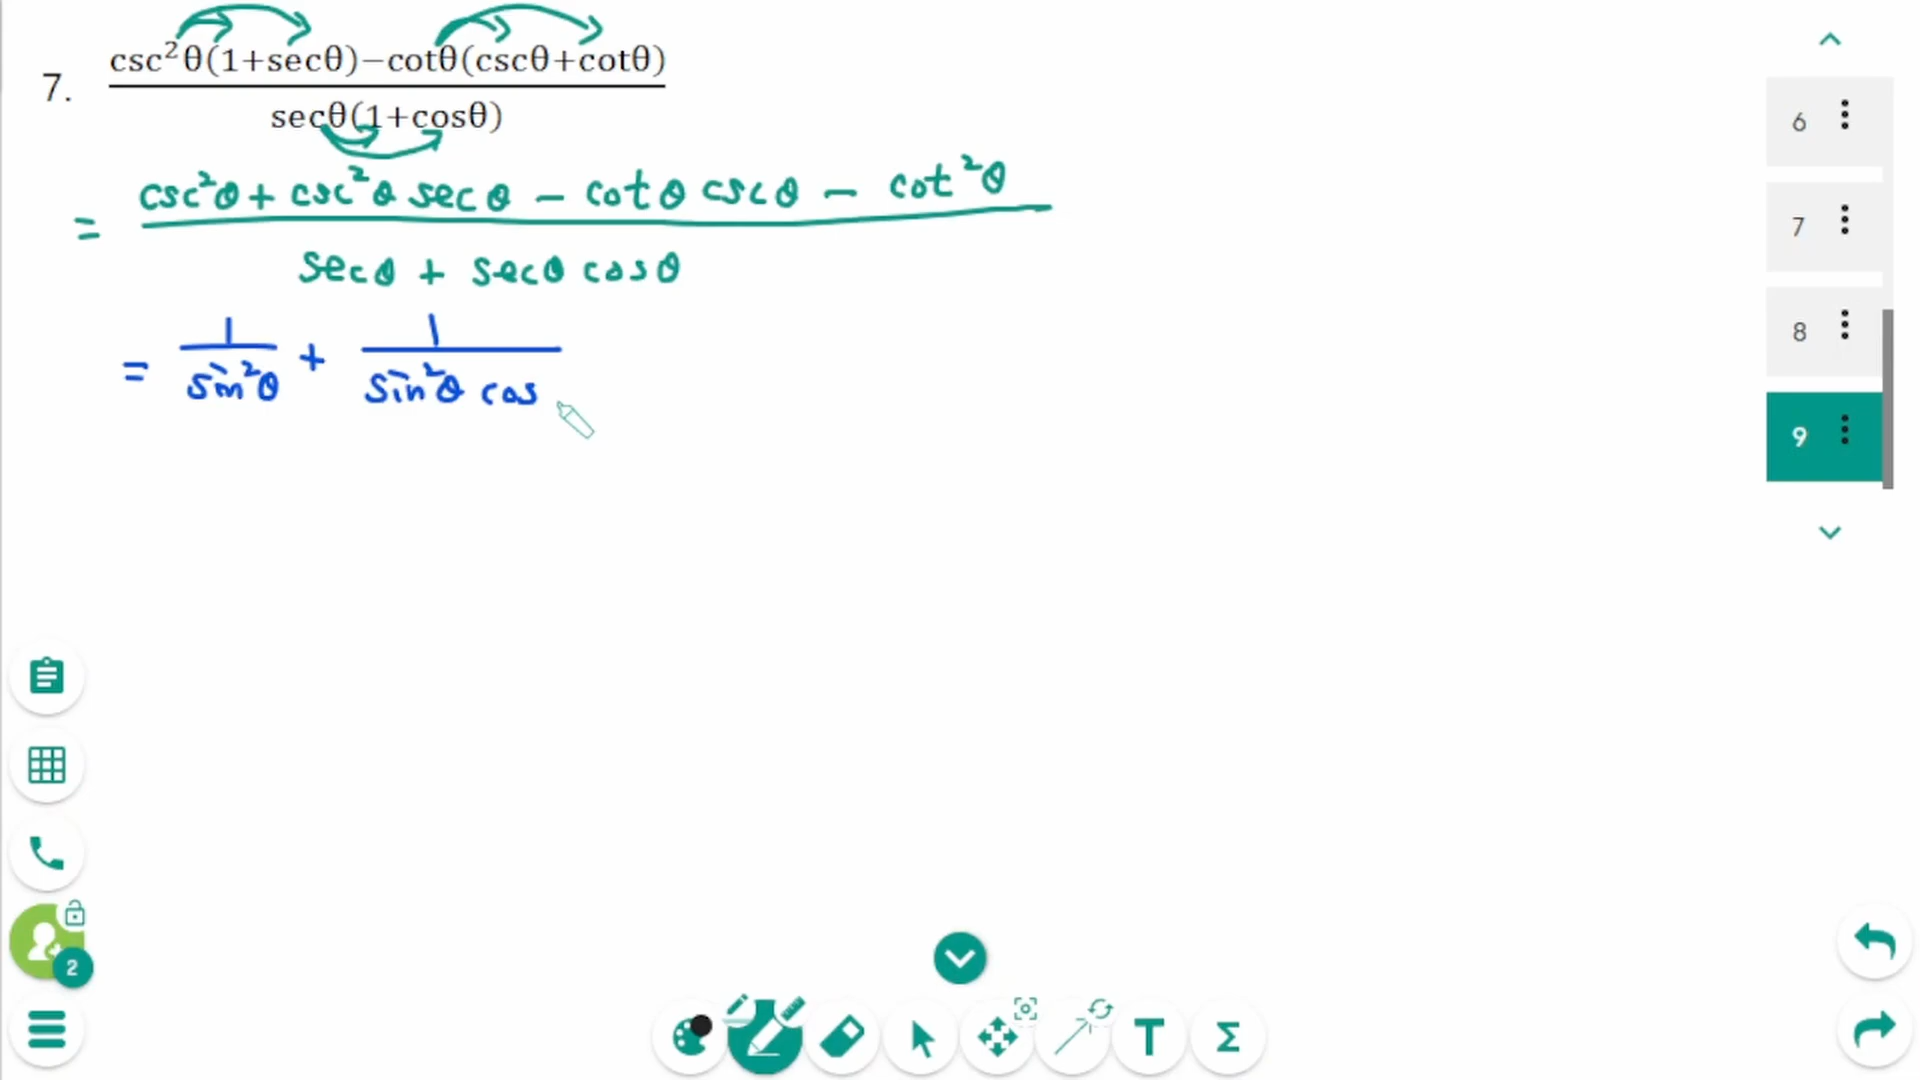 7. csc²θ(1+secθ)−cotθ(cscθ+cotθ)
secθ(1+cosθ)
= csc²θ + csc²θ secθ − cotθ cscθ − cot²θ
secθ + secθ cosθ
= 1/sin²θ + 1/sin²θ cos
6
7
8
9
2
T
Σ